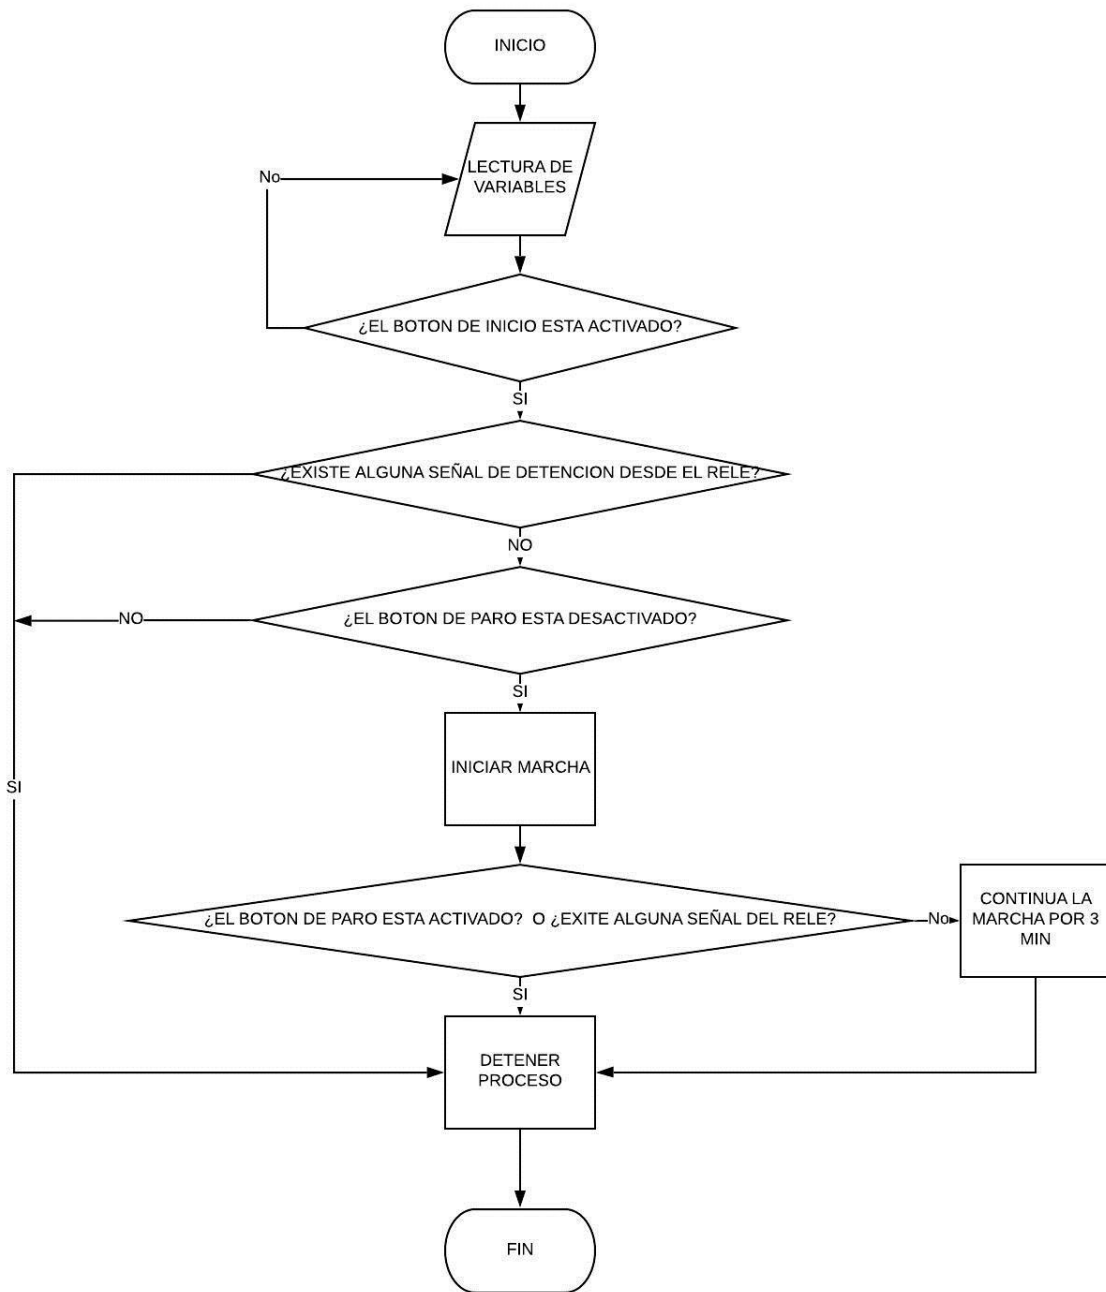 INICIO
LECTURA DE
VARIABLES
No
¿EL BOTON DE INICIO ESTA ACTIVADO?
SI
¿EXISTE ALGUNA SEÑAL DE DETENCION DESDE EL RELE?
NO
¿EL BOTON DE PARO ESTA DESACTIVADO?
NO
SI
INICIAR MARCHA
SI
¿EL BOTON DE PARO ESTA ACTIVADO? O ¿EXITE ALGUNA SEÑAL DEL RELE?
No
CONTINUA LA
MARCHA POR 3
MIN
SI
DETENER
PROCESO
FIN